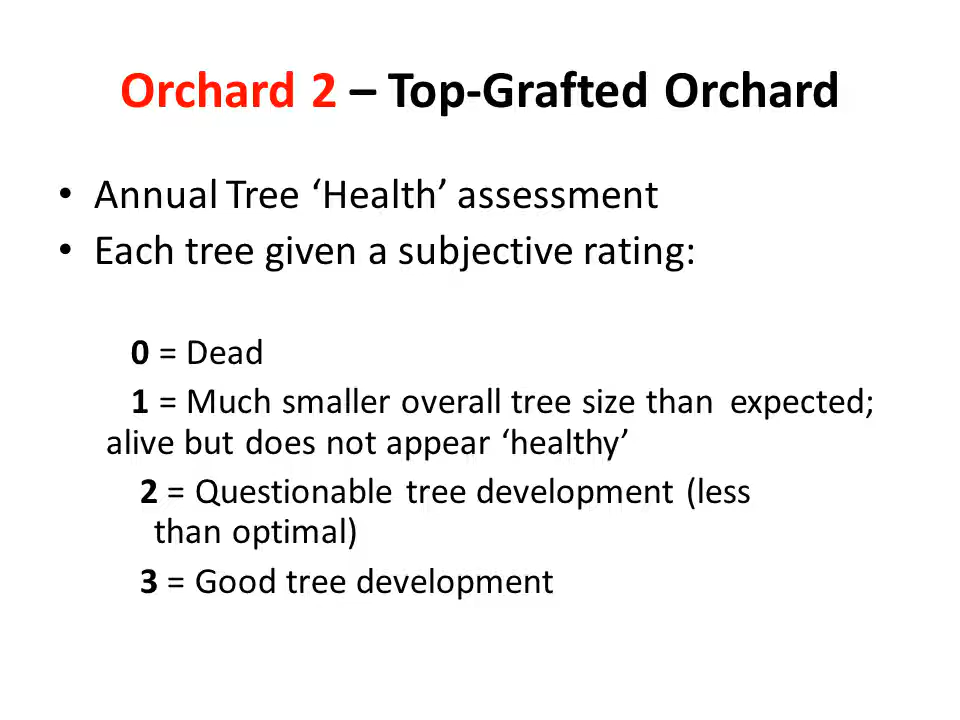 Orchard 2 – Top-Grafted Orchard
• Annual Tree ‘Health’ assessment
• Each tree given a subjective rating:
0 = Dead
1 = Much smaller overall tree size than expected;
alive but does not appear ‘healthy’
2 = Questionable tree development (less
than optimal)
3 = Good tree development